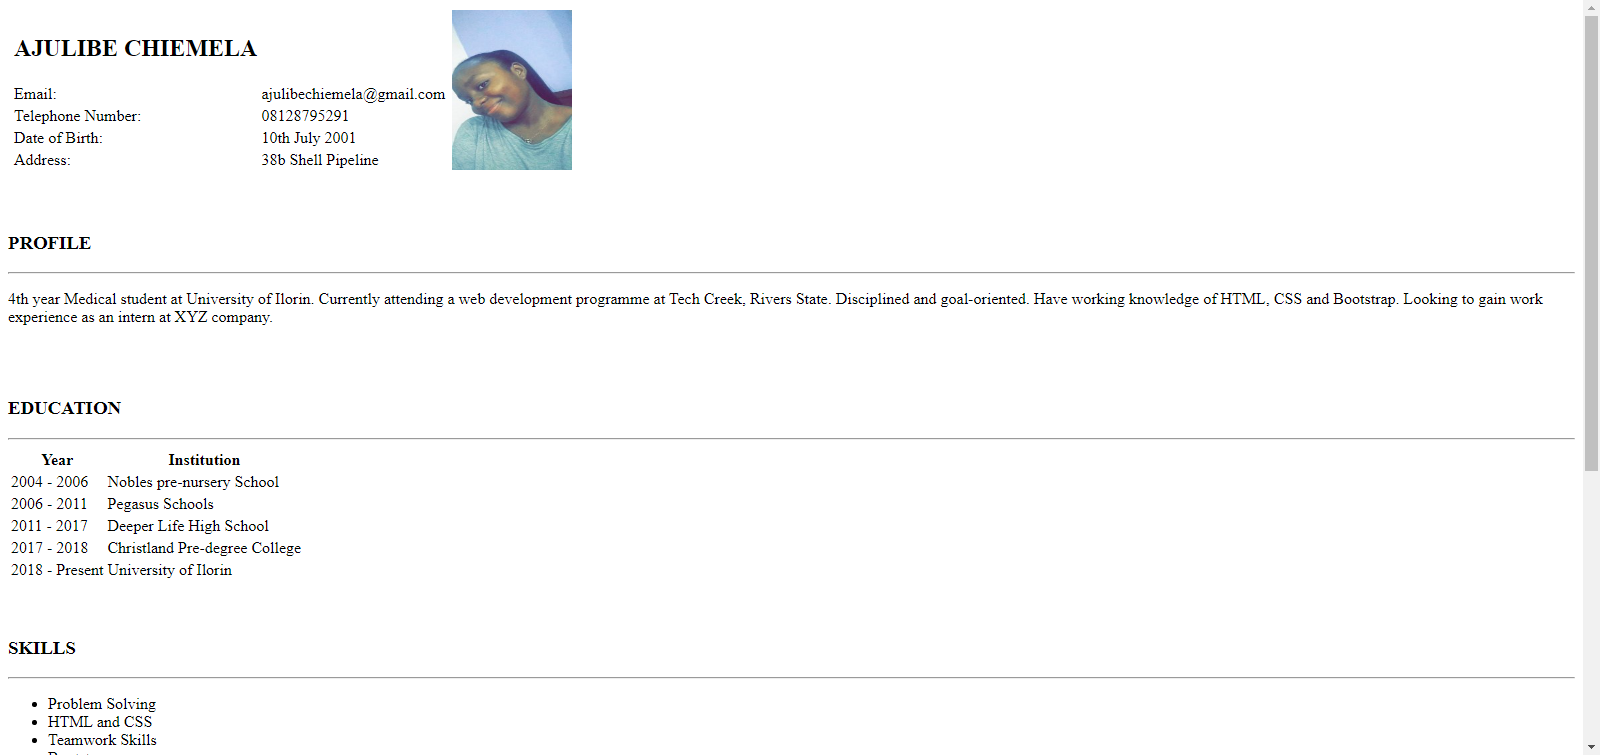 AJULIBE CHIEMELA
Email: ajulibechiemela@gmail.com
Telephone Number: 08128795291
Date of Birth: 10th July 2001
Address: 38b Shell Pipeline
PROFILE
4th year Medical student at University of Ilorin. Currently attending a web development programme at Tech Creek, Rivers State. Disciplined and goal-oriented. Have working knowledge of HTML, CSS and Bootstrap. Looking to gain work
experience as an intern at XYZ company.
EDUCATION
Year Institution
2004 - 2006 Nobles pre-nursery School
2006 - 2011 Pegasus Schools
2011 - 2017 Deeper Life High School
2017 - 2018 Christland Pre-degree College
2018 - Present University of Ilorin
SKILLS
Problem Solving
HTML and CSS
Teamwork Skills